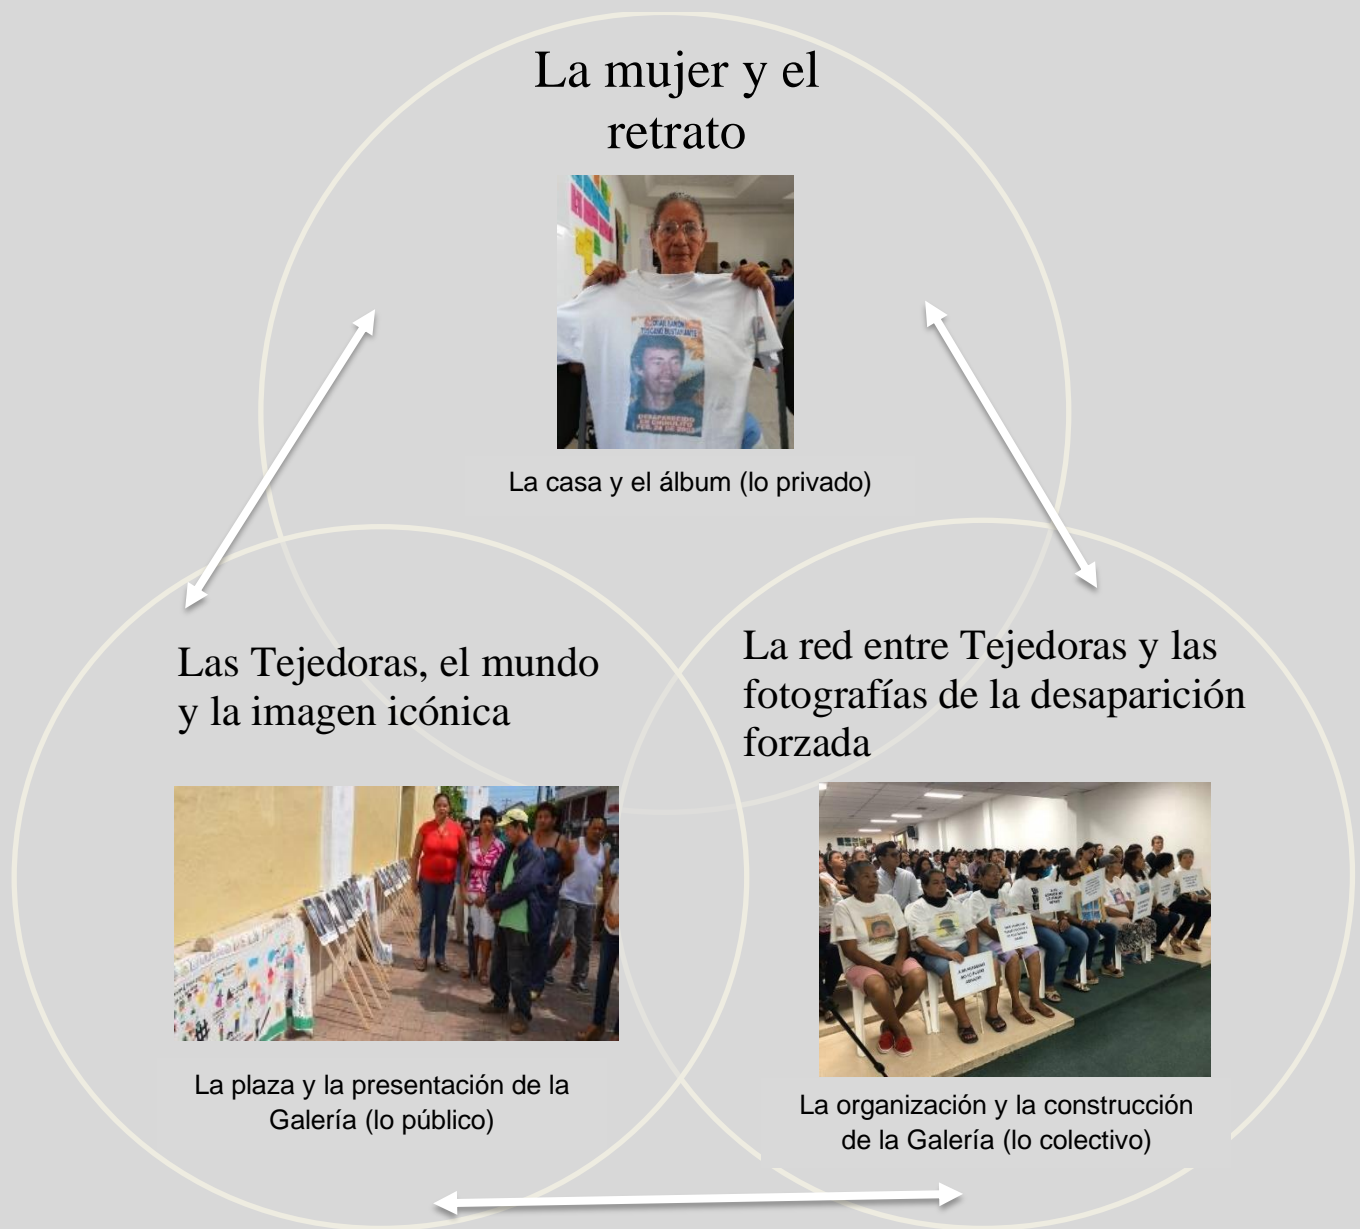 La mujer y el
retrato
DESAPARECIDO
La casa y el álbum (lo privado)
Las Tejedoras, el mundo
y la imagen icónica
La red entre Tejedoras y las
fotografías de la desaparición
forzada
La plaza y la presentación de la
Galería (lo público)
La organización y la construcción
de la Galería (lo colectivo)